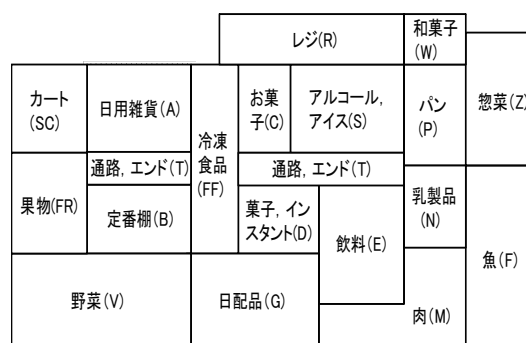 レジ(R)
和菓子
(W)
カート
(SC)
日用雑貨(A)
冷凍
食品
(FF)
お菓
子(C)
アルコール,
アイス(S)
パン
(P)
惣菜(Z)
果物(FR)
通路, エンド(T)
通路, エンド(T)
定番棚(B)
菓子, イン
スタント(D)
飲料(E)
乳製品
(N)
魚(F)
野菜(V)
日配品(G)
肉(M)